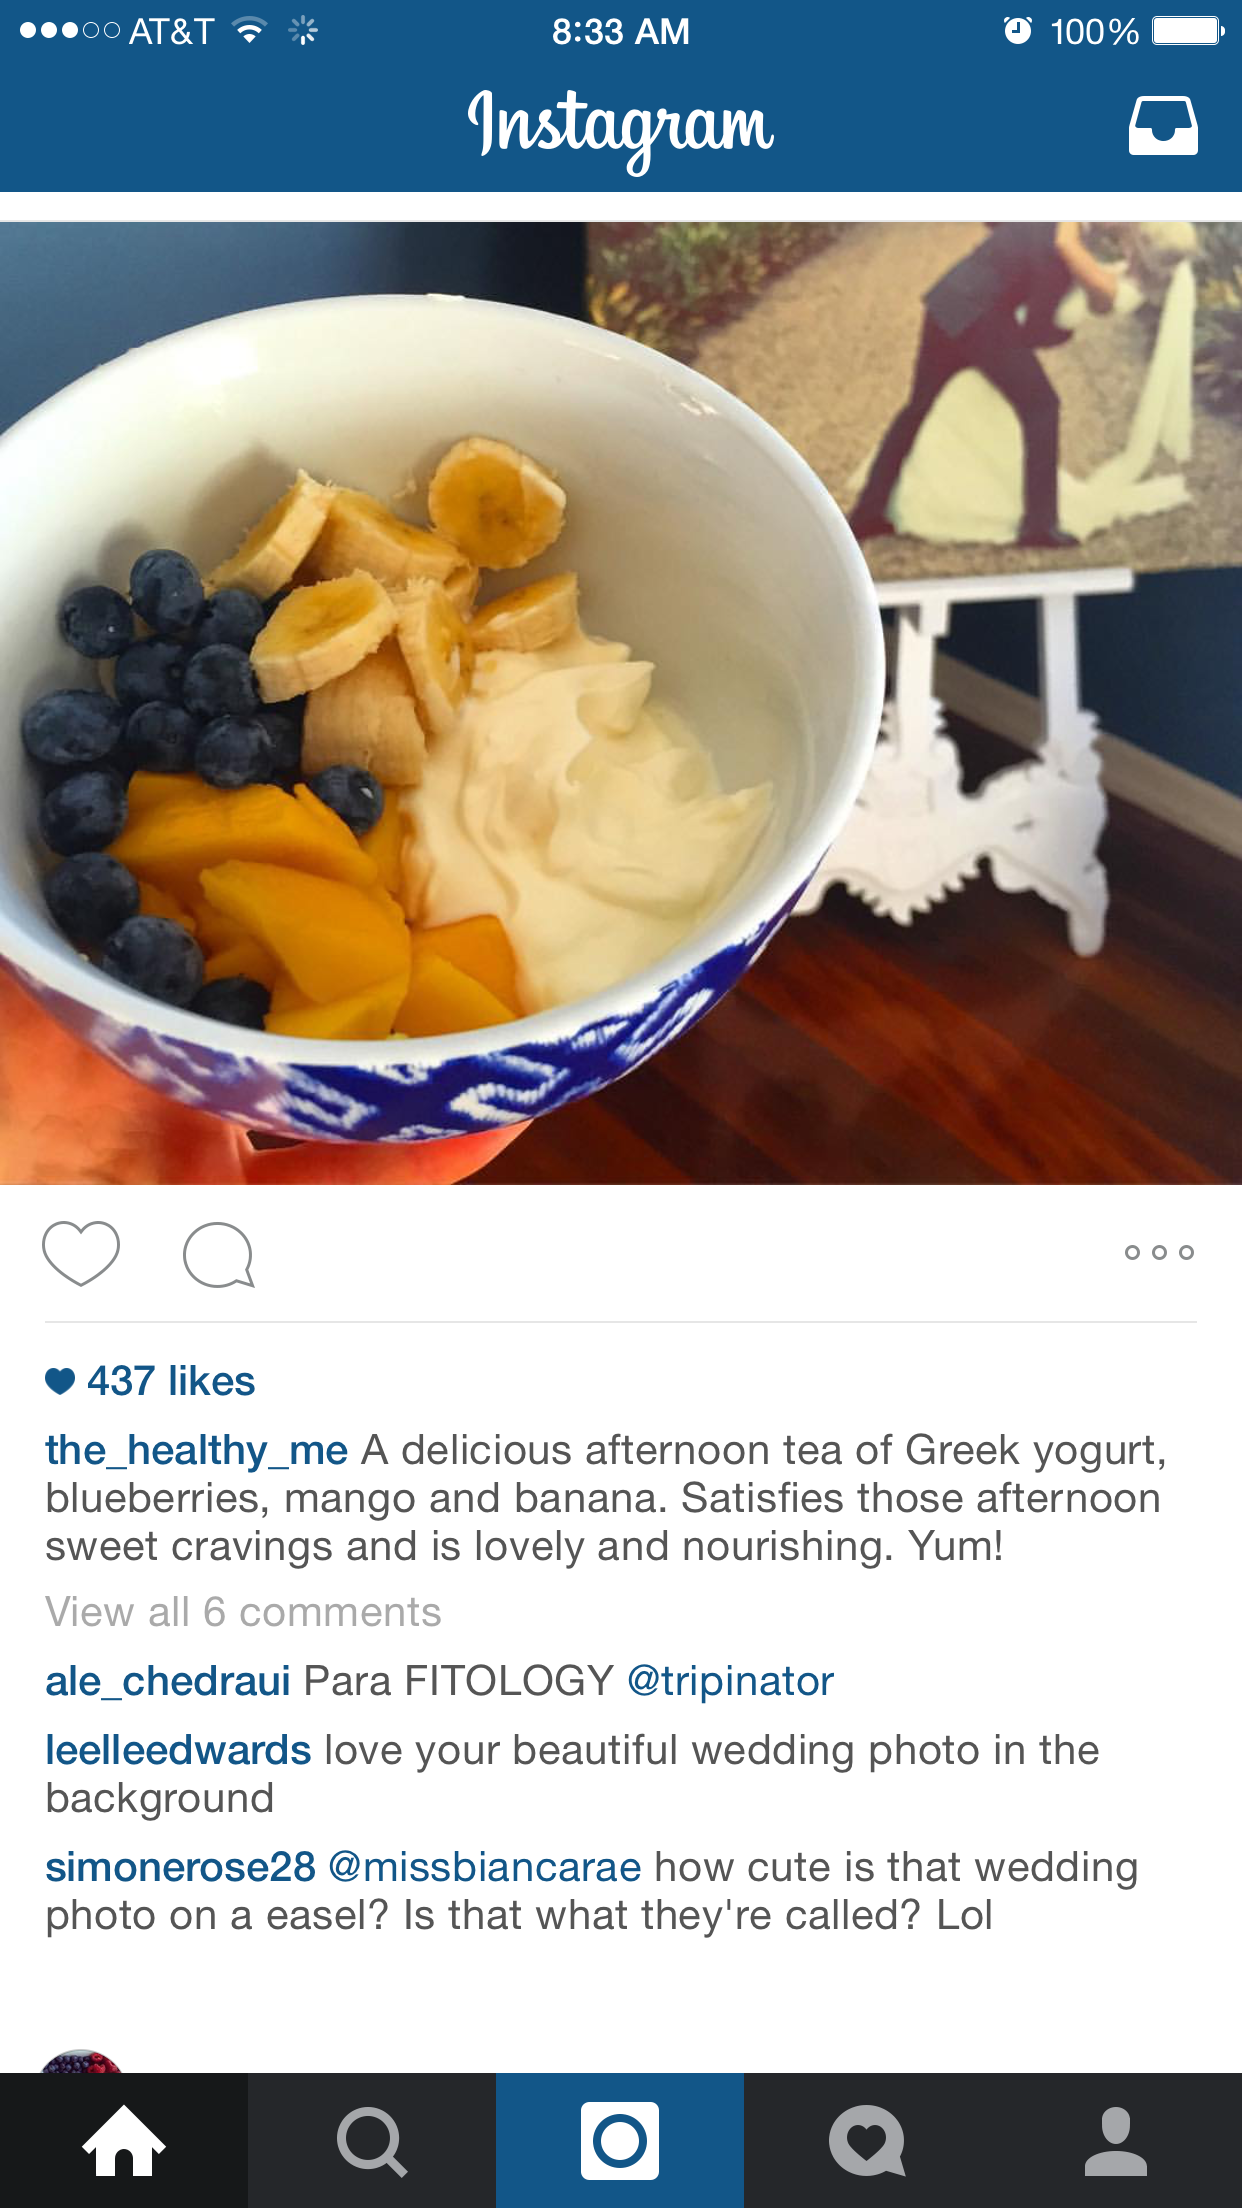 AT&T 8:33 AM 100%
Instagram
437 likes
the_healthy_me A delicious afternoon tea of Greek yogurt,
blueberries, mango and banana. Satisfies those afternoon
sweet cravings and is lovely and nourishing. Yum!
View all 6 comments
ale_chedraui Para FITOLOGY @tripinator
leelleedwards love your beautiful wedding photo in the
background
simonerose28 @missbiancarae how cute is that wedding
photo on a easel? Is that what they're called? Lol